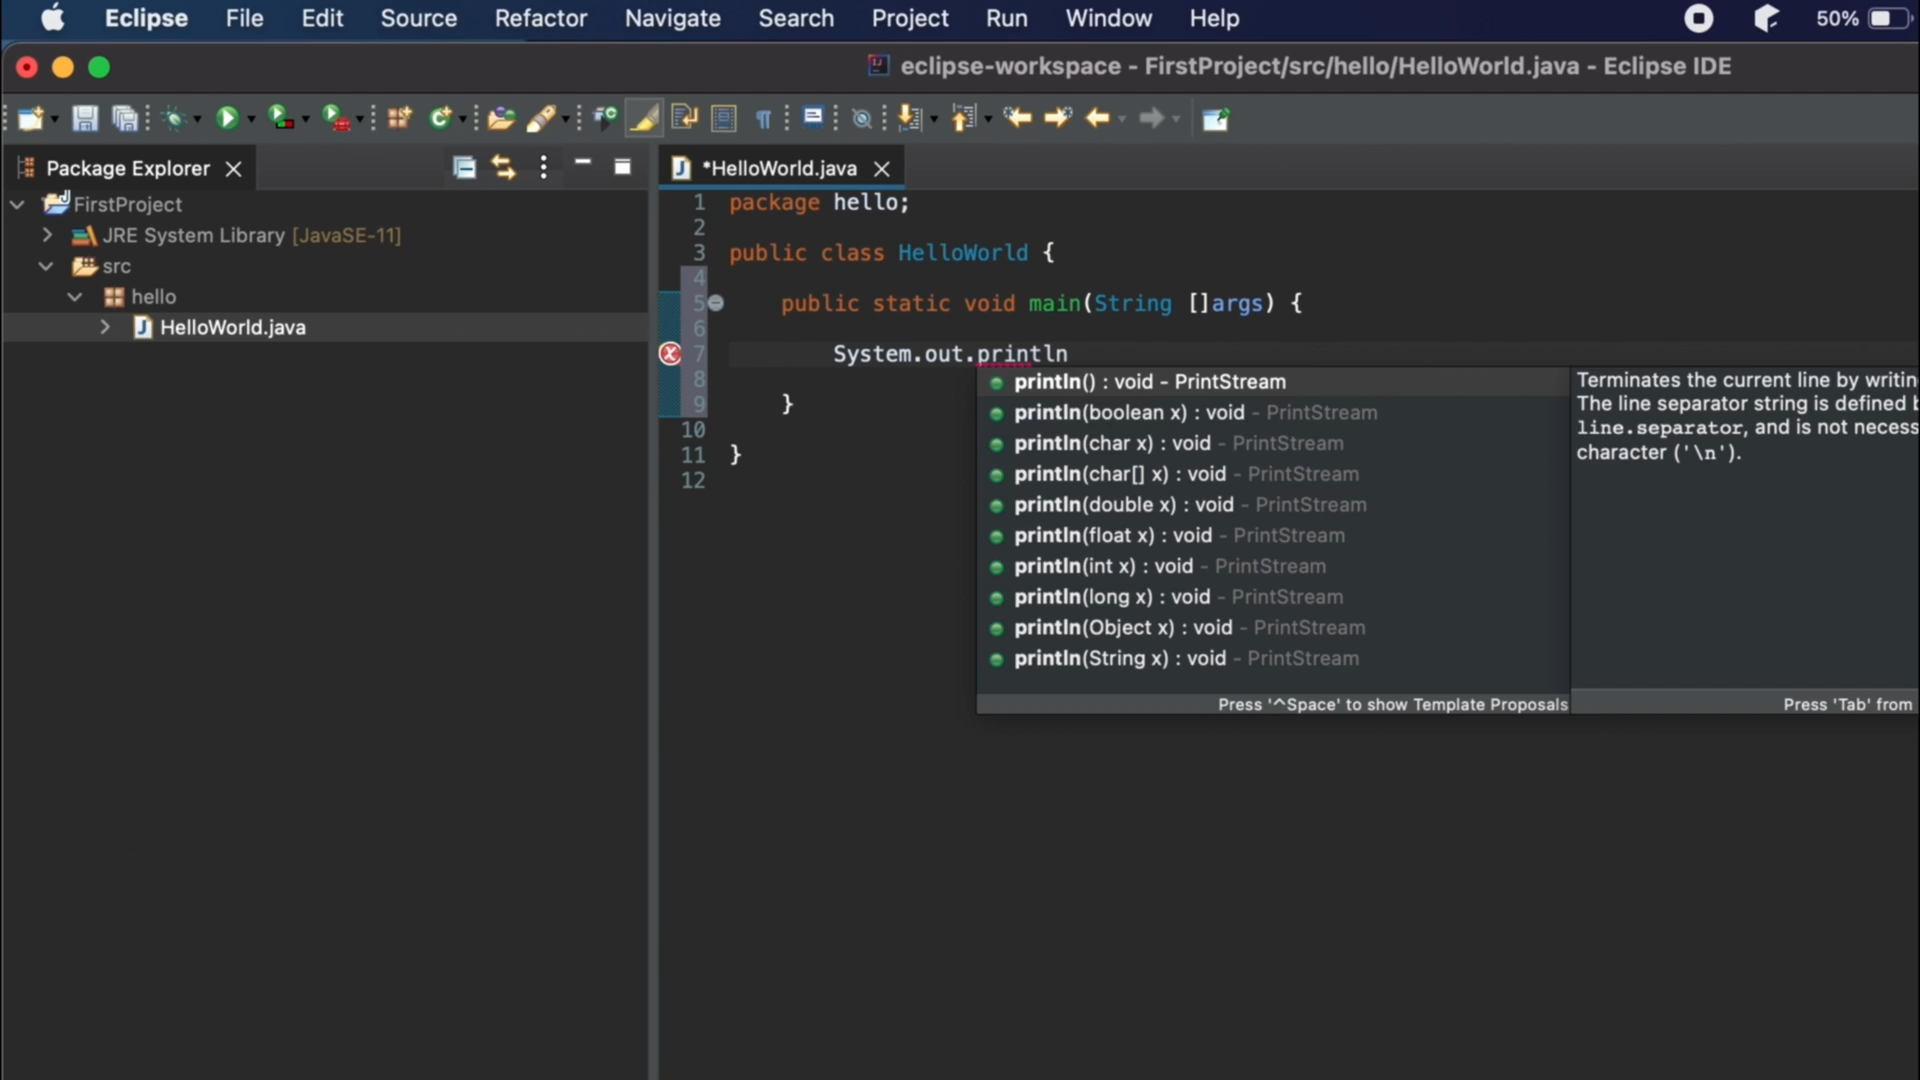 Eclipse File Edit Source Refactor Navigate Search Project Run Window Help 50%
eclipse-workspace - FirstProject/src/hello/HelloWorld.java - Eclipse IDE
Package Explorer
FirstProject
JRE System Library [JavaSE-11]
src
hello
HelloWorld.java
*HelloWorld.java
1 package hello;
2
3 public class HelloWorld {
4
5 public static void main(String []args) {
6
7 System.out.println
8
9 }
10
11 }
12
println() : void - PrintStream
println(boolean x) : void - PrintStream
println(char x) : void - PrintStream
println(char[] x) : void - PrintStream
println(double x) : void - PrintStream
println(float x) : void - PrintStream
println(int x) : void - PrintStream
println(long x) : void - PrintStream
println(Object x) : void - PrintStream
println(String x) : void - PrintStream
Press '^Space' to show Template Proposals
Terminates the current line by writin
The line separator string is defined
line.separator, and is not necess
character ('\n').
Press 'Tab' from